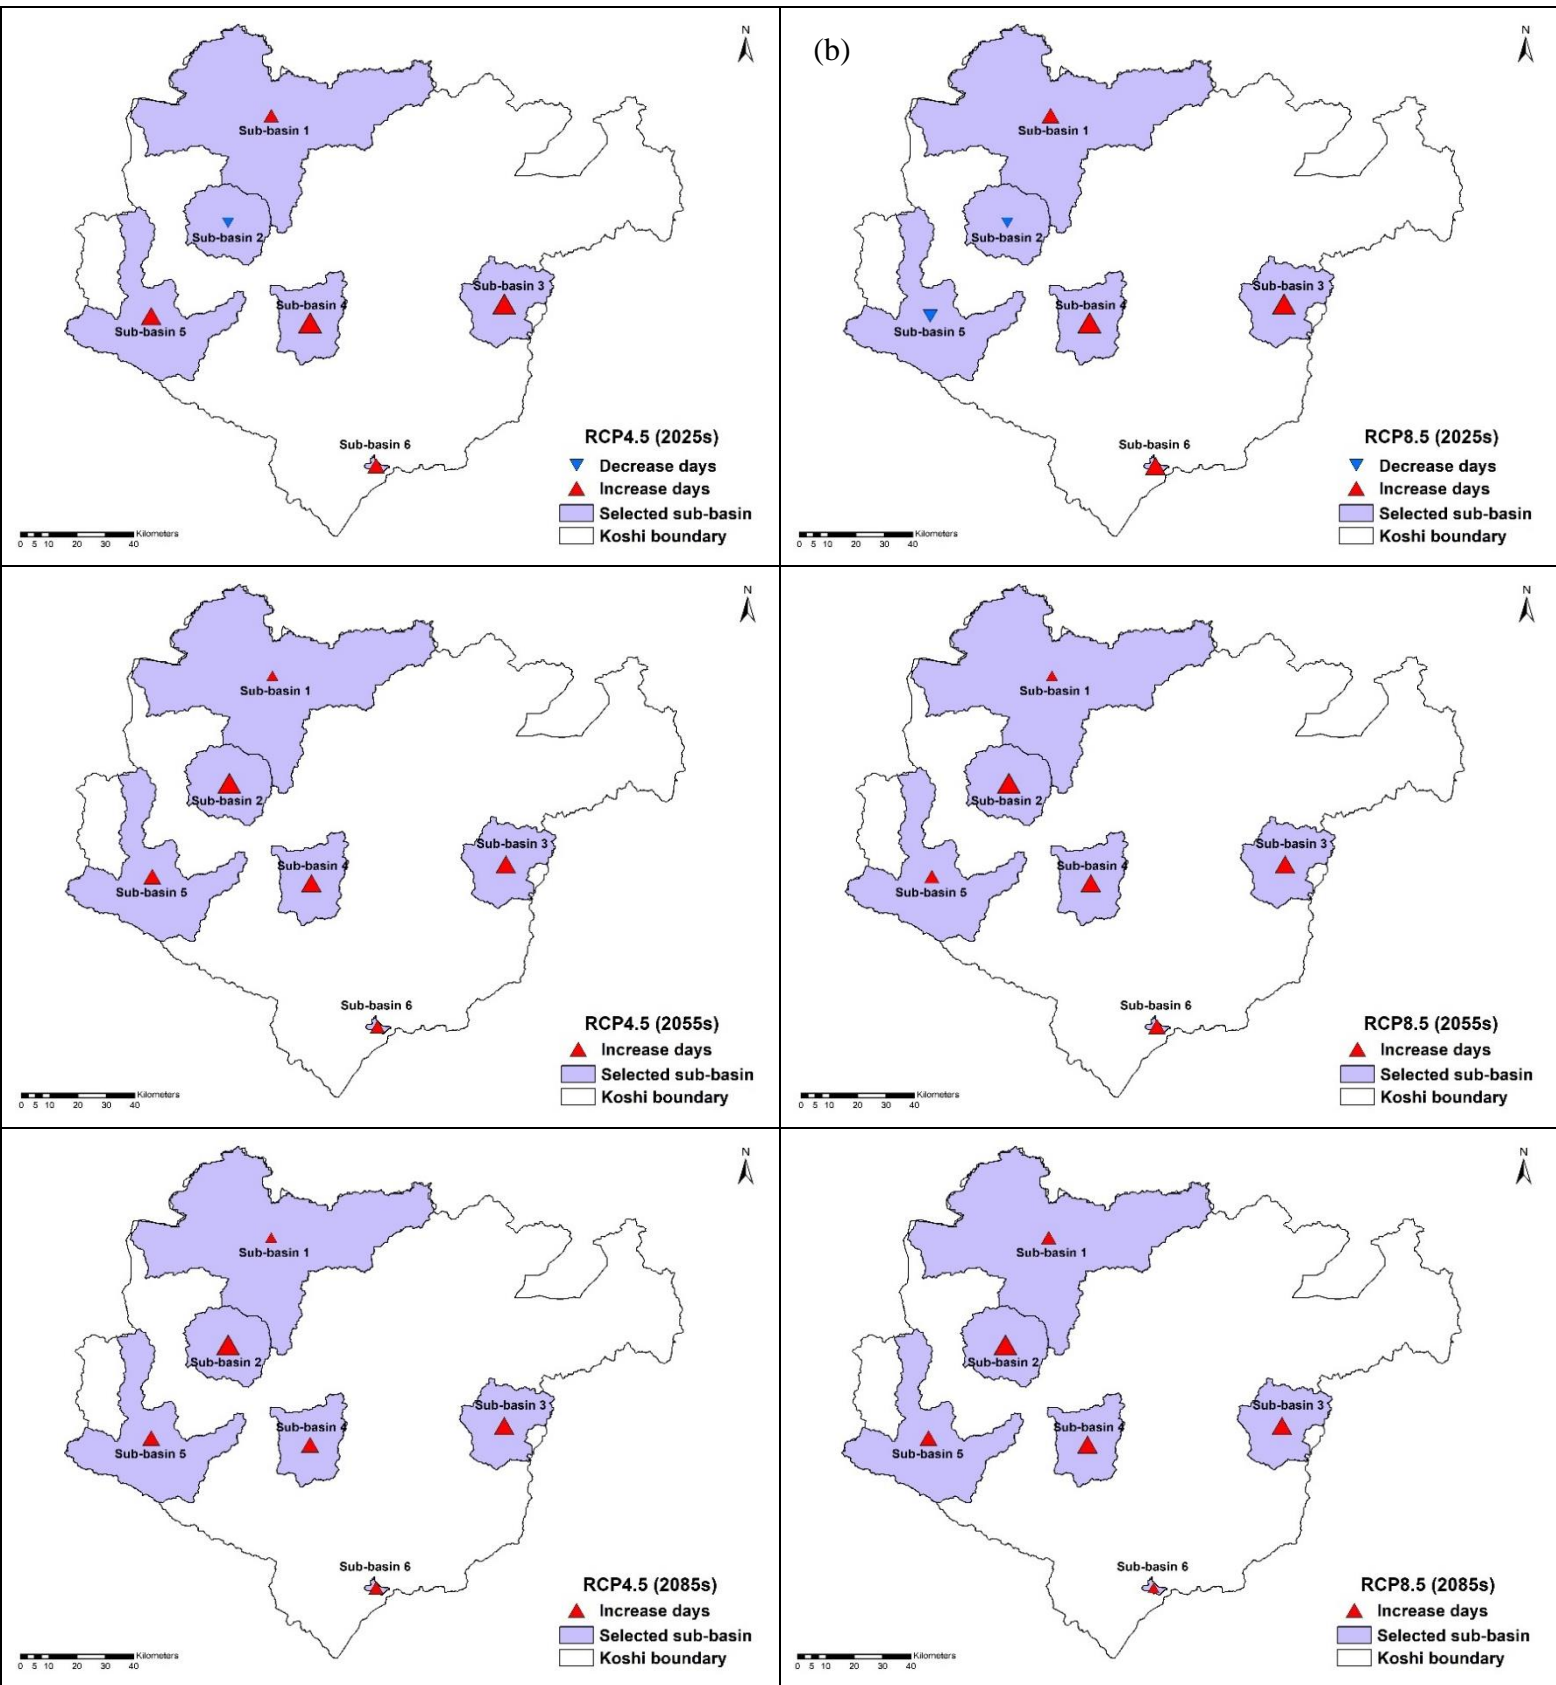 N
Sub-basin 1
Sub-basin 2
Sub-basin 3
Sub-basin 4
Sub-basin 5
Sub-basin 6
RCP4.5 (2025s)
Decrease days
Increase days
Selected sub-basin
Koshi boundary
Kilometers
0 5 10 20 30 40
(b)
N
Sub-basin 1
Sub-basin 2
Sub-basin 3
Sub-basin 4
Sub-basin 5
Sub-basin 6
RCP8.5 (2025s)
Decrease days
Increase days
Selected sub-basin
Koshi boundary
Kilometers
0 5 10 20 30 40
N
Sub-basin 1
Sub-basin 2
Sub-basin 3
Sub-basin 4
Sub-basin 5
Sub-basin 6
RCP4.5 (2055s)
Increase days
Selected sub-basin
Koshi boundary
Kilometers
0 5 10 20 30 40
N
Sub-basin 1
Sub-basin 2
Sub-basin 3
Sub-basin 4
Sub-basin 5
Sub-basin 6
RCP8.5 (2055s)
Increase days
Selected sub-basin
Koshi boundary
Kilometers
0 5 10 20 30 40
N
Sub-basin 1
Sub-basin 2
Sub-basin 3
Sub-basin 4
Sub-basin 5
Sub-basin 6
RCP4.5 (2085s)
Increase days
Selected sub-basin
Koshi boundary
Kilometers
0 5 10 20 30 40
N
Sub-basin 1
Sub-basin 2
Sub-basin 3
Sub-basin 4
Sub-basin 5
Sub-basin 6
RCP8.5 (2085s)
Increase days
Selected sub-basin
Koshi boundary
Kilometers
0 5 10 20 30 40